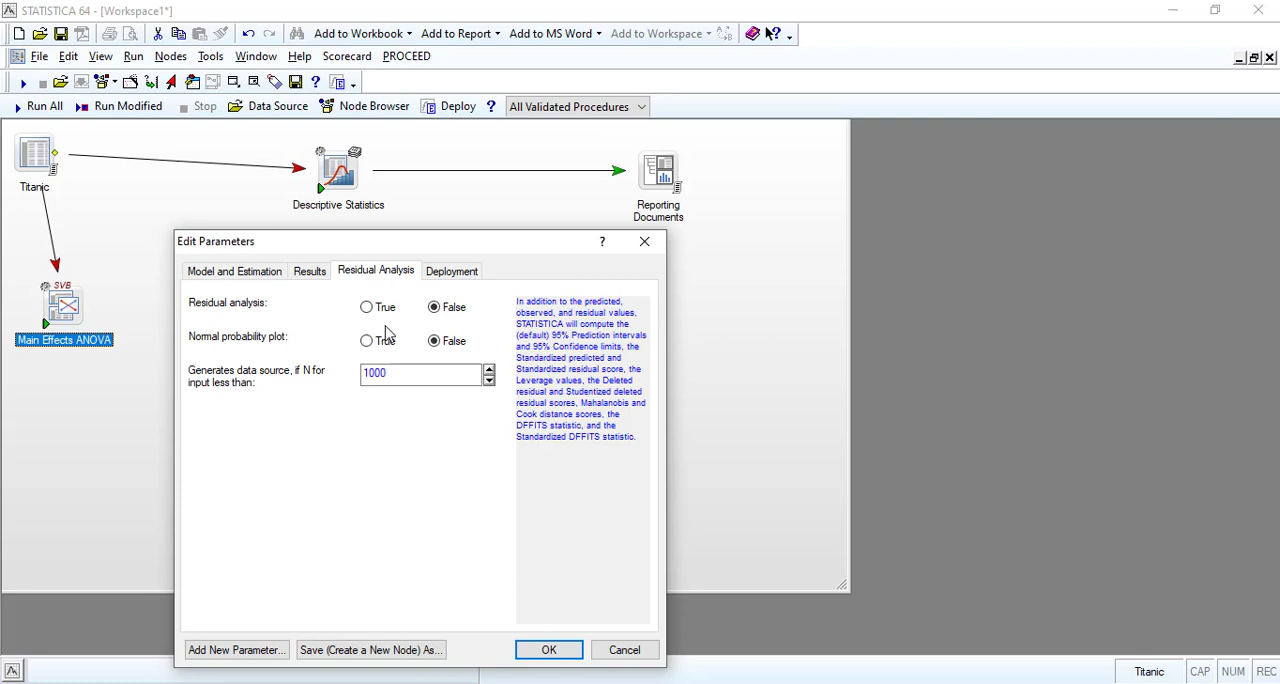 STATISTICA 64 - [Workspace1*]
Add to Workbook Add to Report Add to MS Word Add to Workspace
File Edit View Run Nodes Tools Window Help Scorecard PROCEED
Run All Run Modified Stop Data Source Node Browser Deploy ? All Validated Procedures
Titanic
Descriptive Statistics
Reporting
Documents
SVB
Main Effects ANOVA
Edit Parameters
Model and Estimation Results Residual Analysis Deployment
Residual analysis: True False
Normal probability plot: True False
Generates data source, if N for
input less than:
1000
In addition to the predicted,
observed, and residual values,
STATISTICA will compute the
(default) 95% Prediction intervals
and 95% Confidence limits, the
Standardized predicted and
Standardized residual score, the
Leverage values, the Deleted
residual and Studentized deleted
residual scores, Mahalanobis and
Cook distance scores, the
DFFITS statistic, and the
Standardized DFFITS statistic.
Add New Parameter... Save (Create a New Node) As... OK Cancel
Titanic CAP NUM REC